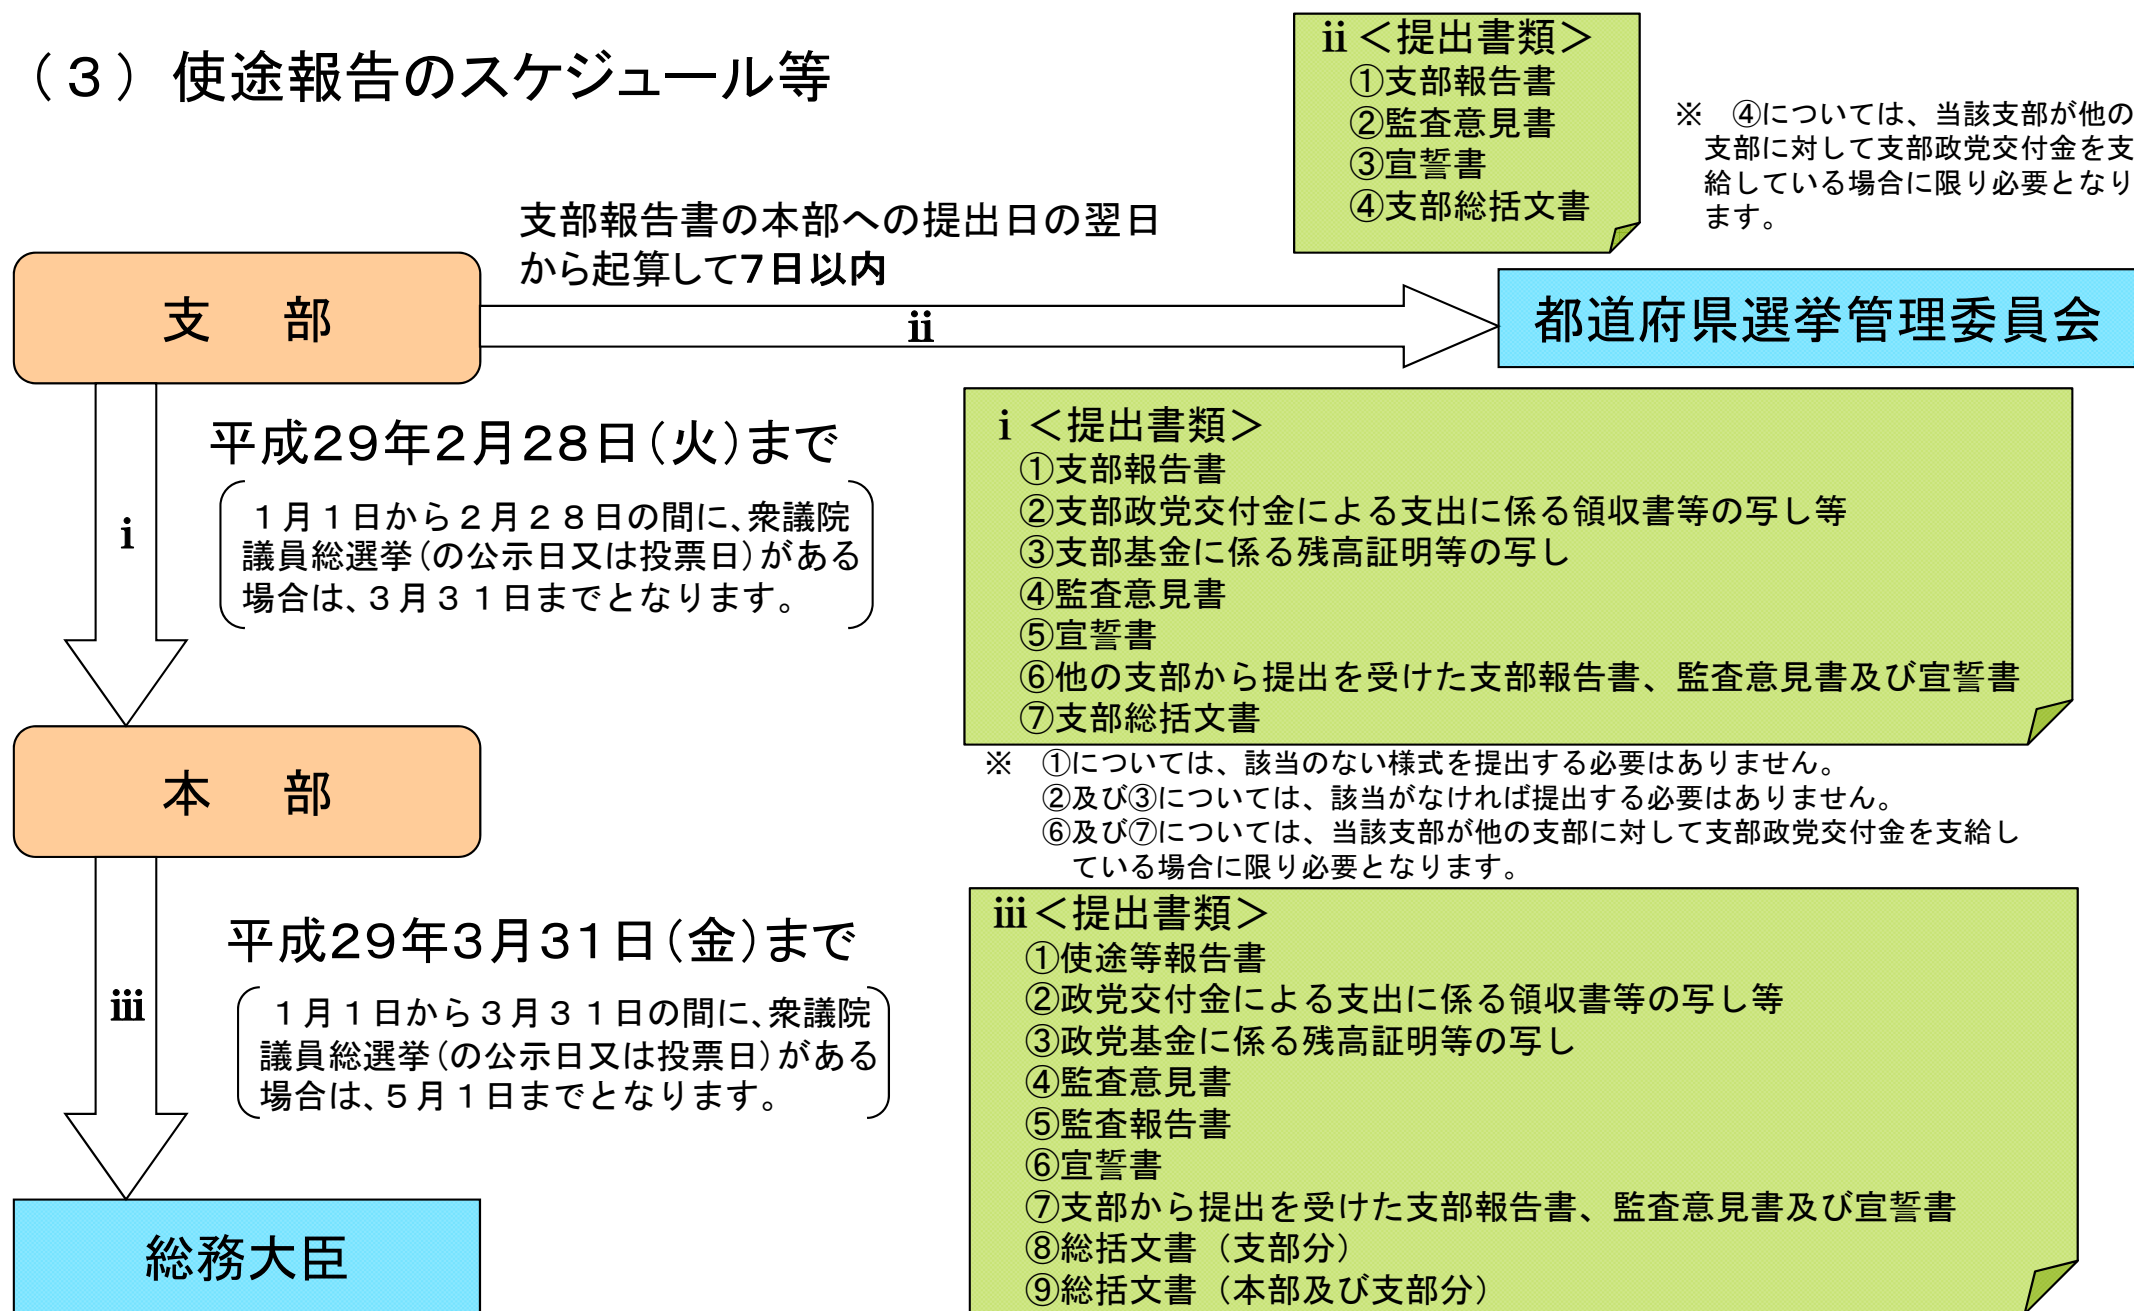 （３）使途報告のスケジュール等
ⅱ＜提出書類＞
①支部報告書
②監査意見書
③宣誓書
④支部総括文書
※　④については、当該支部が他の
支部に対して支部政党交付金を支
給している場合に限り必要となり
ます。
支部報告書の本部への提出日の翌日
から起算して7日以内
支　部
ⅱ
都道府県選挙管理委員会
平成29年2月28日（火）まで
１月１日から２月２８日の間に、衆議院
議員総選挙（の公示日又は投票日）がある
場合は、３月３１日までとなります。
ⅰ
ⅰ＜提出書類＞
①支部報告書
②支部政党交付金による支出に係る領収書等の写し等
③支部基金に係る残高証明等の写し
④監査意見書
⑤宣誓書
⑥他の支部から提出を受けた支部報告書、監査意見書及び宣誓書
⑦支部総括文書
※　①については、該当のない様式を提出する必要はありません。
②及び③については、該当がなければ提出する必要はありません。
⑥及び⑦については、当該支部が他の支部に対して支部政党交付金を支給し
ている場合に限り必要となります。
本　部
平成29年3月31日（金）まで
１月１日から３月３１日の間に、衆議院
議員総選挙（の公示日又は投票日）がある
場合は、５月１日までとなります。
ⅲ
ⅲ＜提出書類＞
①使途等報告書
②政党交付金による支出に係る領収書等の写し等
③政党基金に係る残高証明等の写し
④監査意見書
⑤監査報告書
⑥宣誓書
⑦支部から提出を受けた支部報告書、監査意見書及び宣誓書
⑧総括文書（支部分）
⑨総括文書（本部及び支部分）
総務大臣